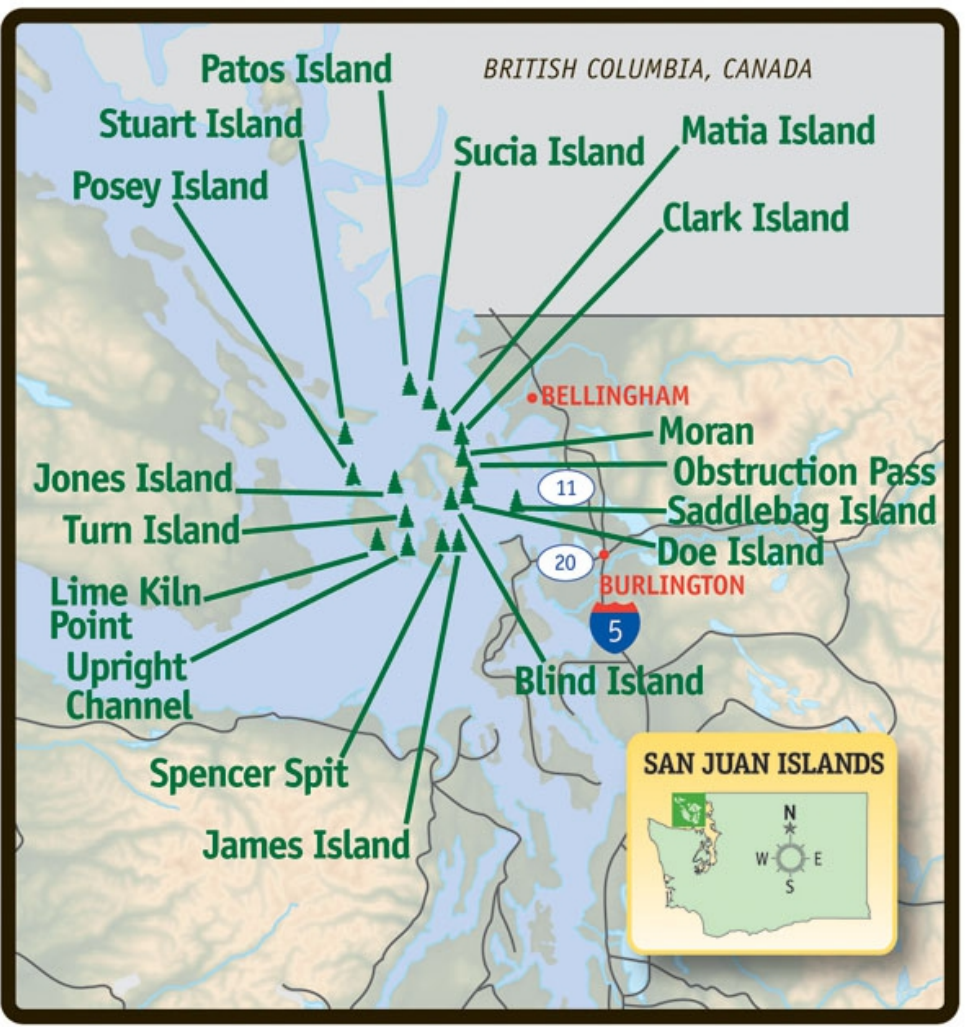 Patos Island
BRITISH COLUMBIA, CANADA
Stuart Island
Sucia Island
Matia Island
Posey Island
Clark Island
BELLINGHAM
Moran
Obstruction Pass
Jones Island
11
Saddlebag Island
Turn Island
Doe Island
20
BURLINGTON
Lime Kiln
Point
5
Upright
Channel
Blind Island
Spencer Spit
James Island
SAN JUAN ISLANDS
N
W
E
S